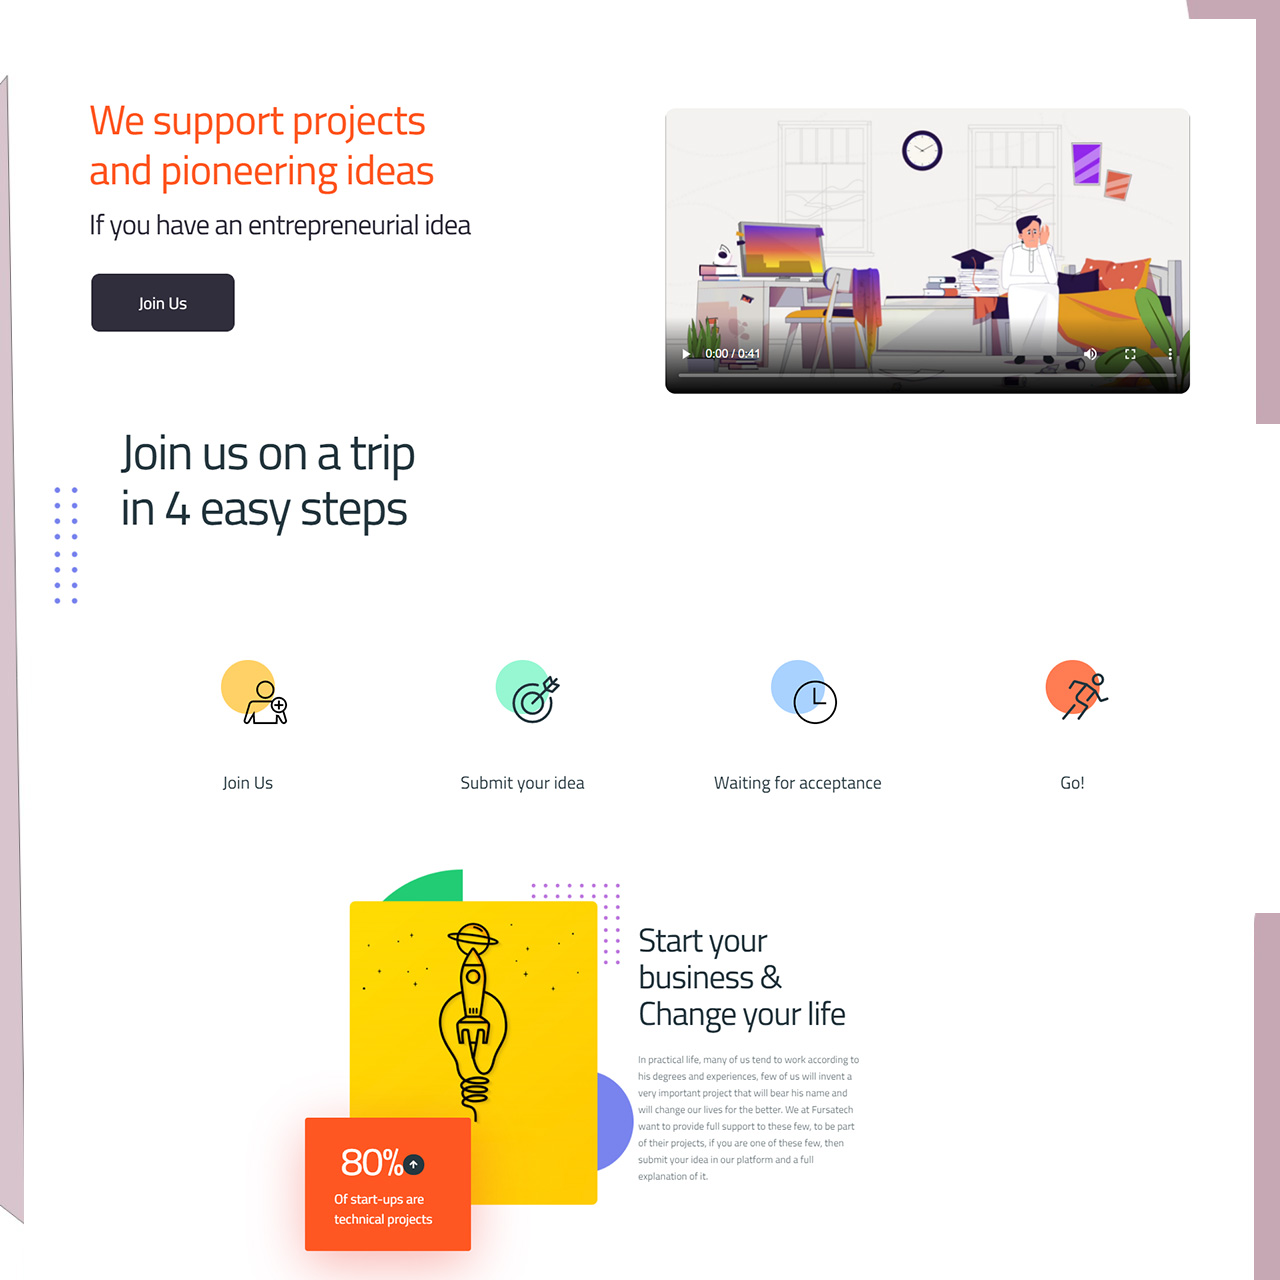 We support projects
and pioneering ideas
If you have an entrepreneurial idea
Join Us
0:00 / 0:41
Join us on a trip
in 4 easy steps
Join Us
Submit your idea
Waiting for acceptance
Go!
Start your
business &
Change your life
In practical life, many of us tend to work according to
his degrees and experiences, few of us will invent a
very important project that will bear his name and
will change our lives for the better. We at Fursatech
want to provide full support to these few, to be part
of their projects, if you are one of these few, then
submit your idea in our platform and a full
explanation of it.
80%
Of start-ups are
technical projects